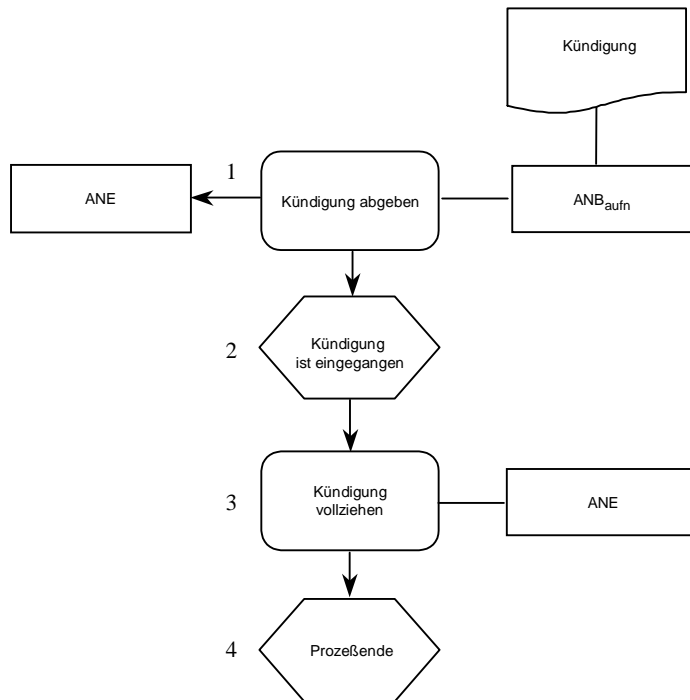 Kündigung
1
ANE
Kündigung abgeben
ANBaufn
2
Kündigung
ist eingegangen
3
Kündigung
vollziehen
ANE
4
Prozeßende